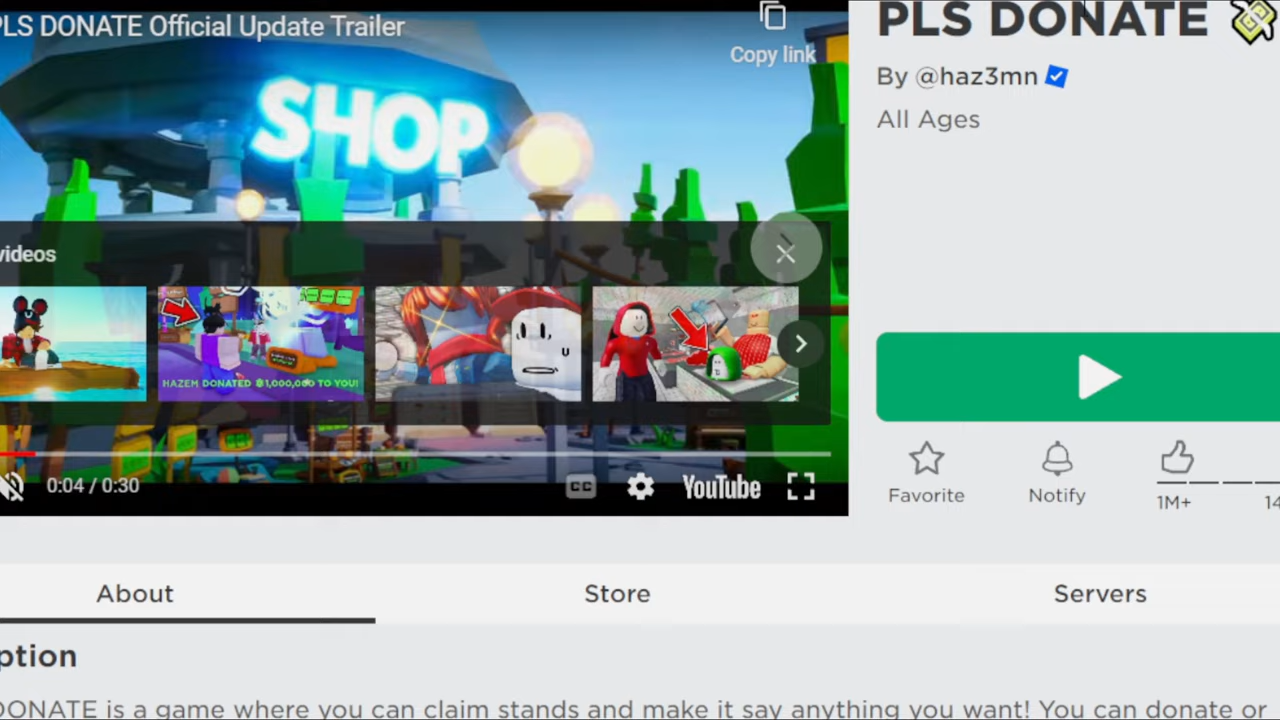 PLS DONATE Official Update Trailer
Copy link
SHOP
videos
HAZEM DONATED $1,000,000 TO YOU!
0:04 / 0:30
CC
YouTube
PLS DONATE
By @haz3mn
All Ages
Favorite
Notify
1M+
14
About
Store
Servers
ption
DONATE is a game where you can claim stands and make it say anything you want! You can donate or